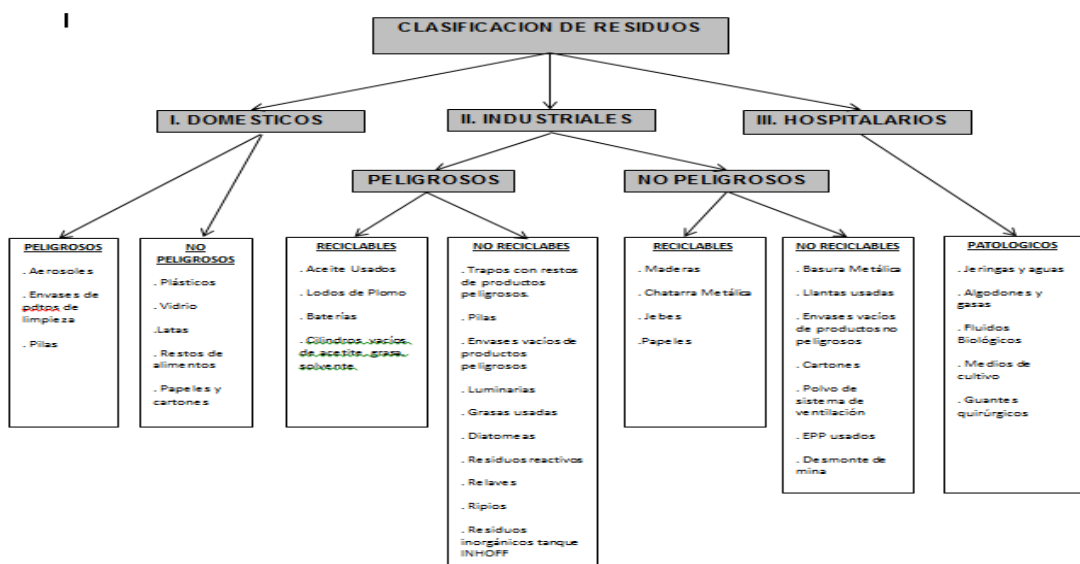 I
CLASIFICACION DE RESIDUOS
I. DOMESTICOS
II. INDUSTRIALES
III. HOSPITALARIOS
PELIGROSOS
NO PELIGROSOS
PELIGROSOS
. Aerosoles
. Envases de
pdtos de
limpieza
. Pilas
NO
PELIGROSOS
. Plásticos
. Vidrio
.Latas
. Restos de
alimentos
. Papeles y
cartones
RECICLABLES
. Aceite Usados
. Lodos de Plomo
. Baterías
. Cilindros vacíos
de acetite, grasa,
solvente.
NO RECICLABES
. Trapos con restos
de productos
peligrosos.
. Pilas
. Envases vacíos de
productos
peligrosos
. Luminarias
. Grasas usadas
. Diatomeas
. Residuos reactivos
. Relaves
. Ripios
. Residuos
inorgánicos tanque
INHOFF
RECICLABLES
. Maderas
. Chatarra Metálica
. Jebes
.Papeles
NO RECICLABLES
. Basura Metálica
. Llantas usadas
. Envases vacíos
de productos no
peligrosos
. Cartones
. Polvo de
sistema de
ventilación
. EPP usados
. Desmonte de
mina
PATOLOGICOS
. Jeringas y aguas
. Algodones y
gasas
. Fluidos
Biológicos
. Medios de
cultivo
. Guantes
quirúrgicos